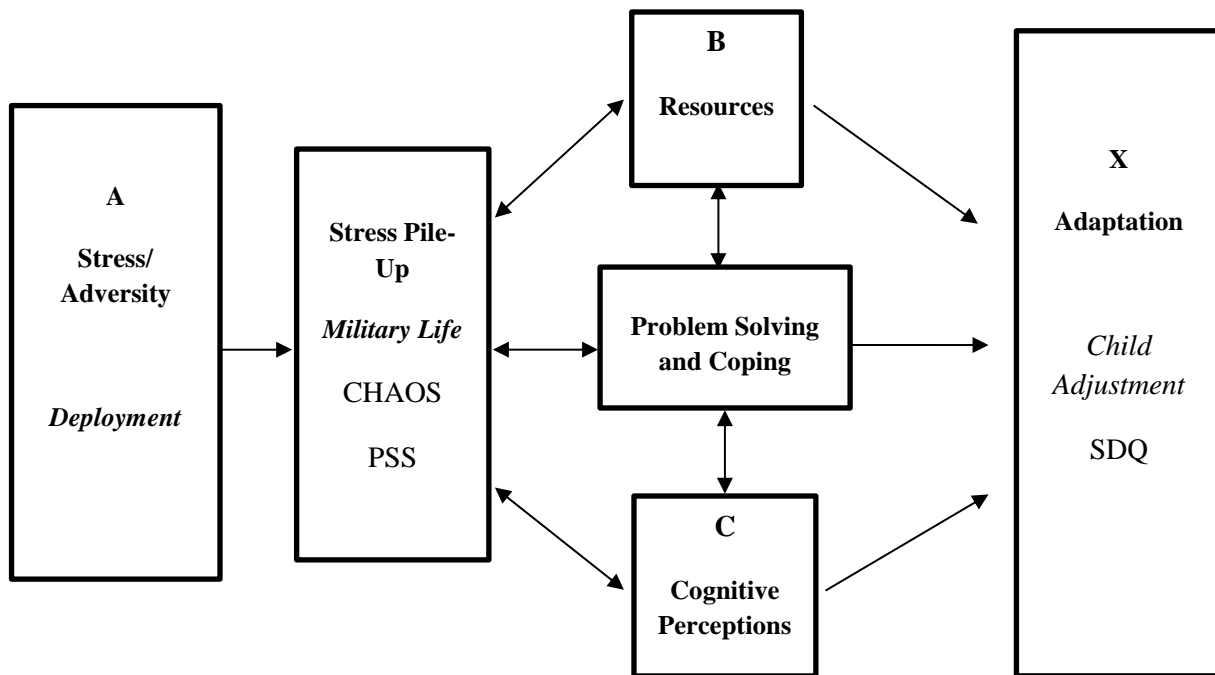 A
Stress/
Adversity
Deployment
Stress Pile-
Up
Military Life
CHAOS
PSS
B
Resources
Problem Solving
and Coping
C
Cognitive
Perceptions
X
Adaptation
Child
Adjustment
SDQ